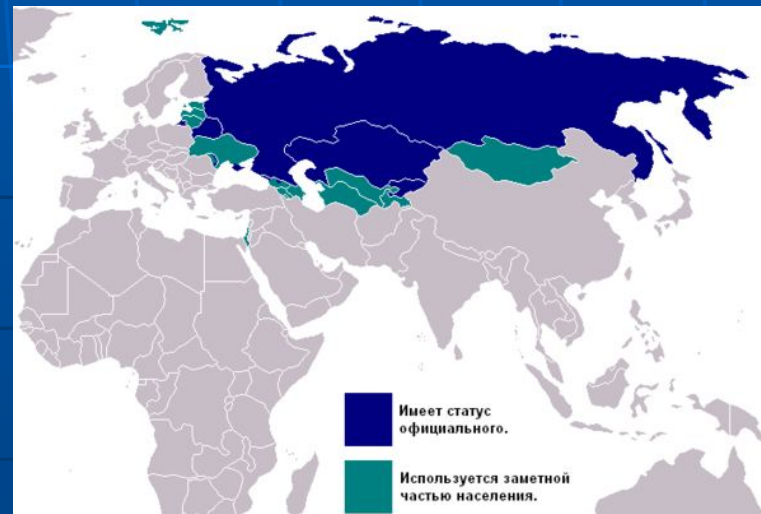 Имеет статус
официального.
Используется заметной
частью населения.